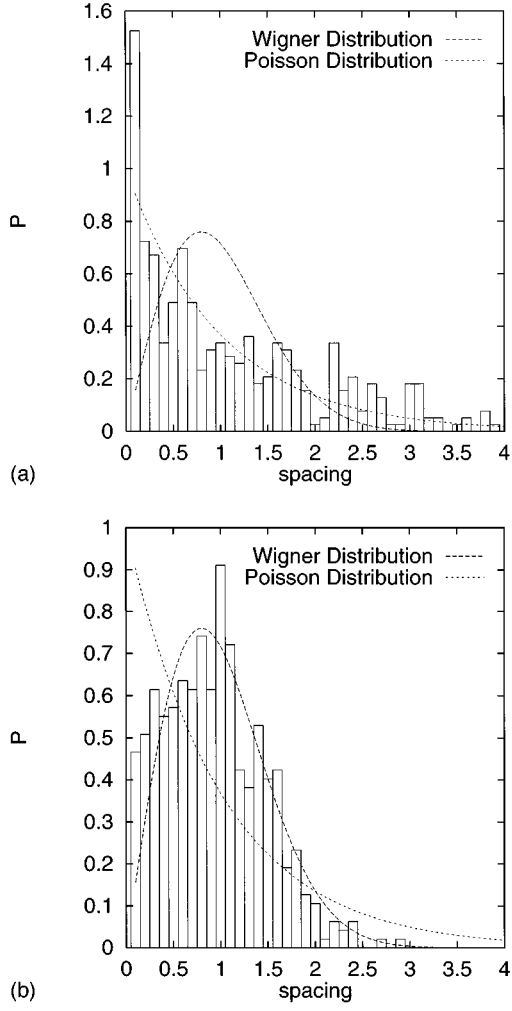 1.6
1.4
1.2
1
0.8
0.6
0.4
0.2
0
P
Wigner Distribution
Poisson Distribution
0 0.5 1 1.5 2 2.5 3 3.5 4
spacing
(a)
1
0.9
0.8
0.7
0.6
0.5
0.4
0.3
0.2
0.1
0
P
Wigner Distribution
Poisson Distribution
0 0.5 1 1.5 2 2.5 3 3.5 4
spacing
(b)